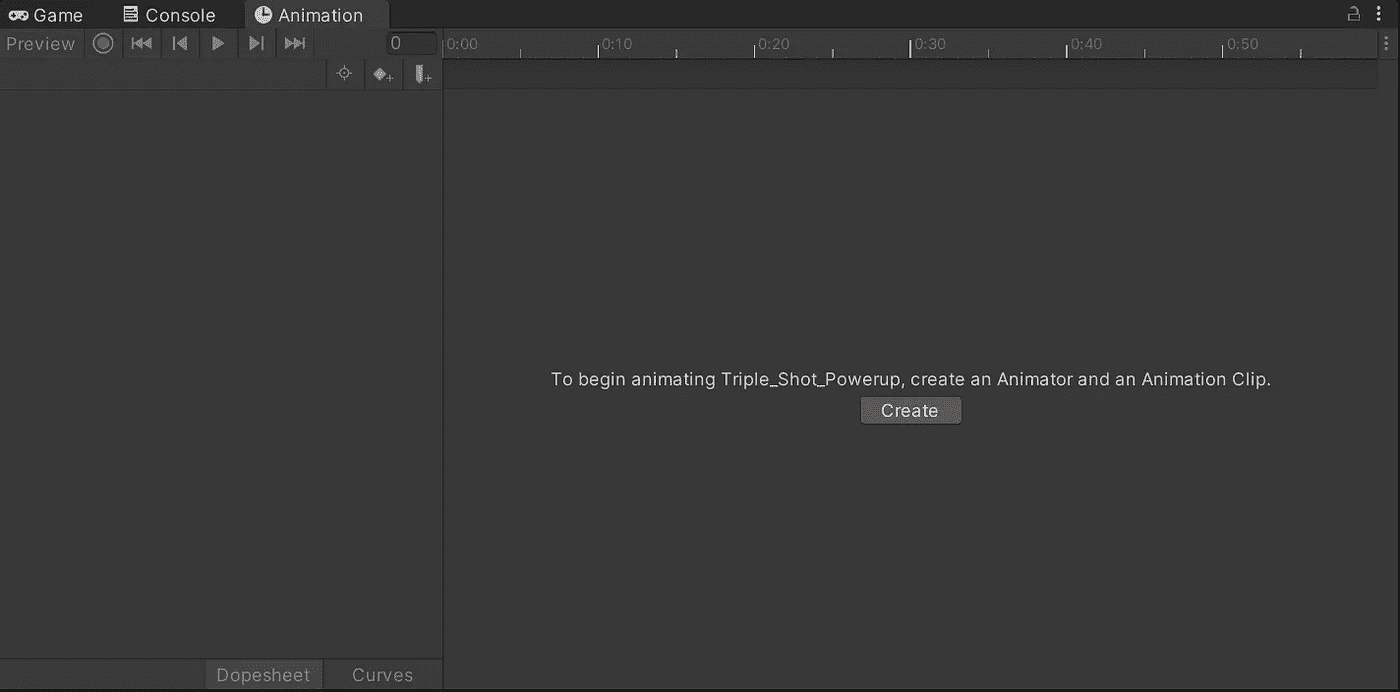 Game Console Animation
Preview 0 0:00 0:10 0:20 0:30 0:40 0:50
To begin animating Triple_Shot_Powerup, create an Animator and an Animation Clip.
Create
Dopesheet Curves